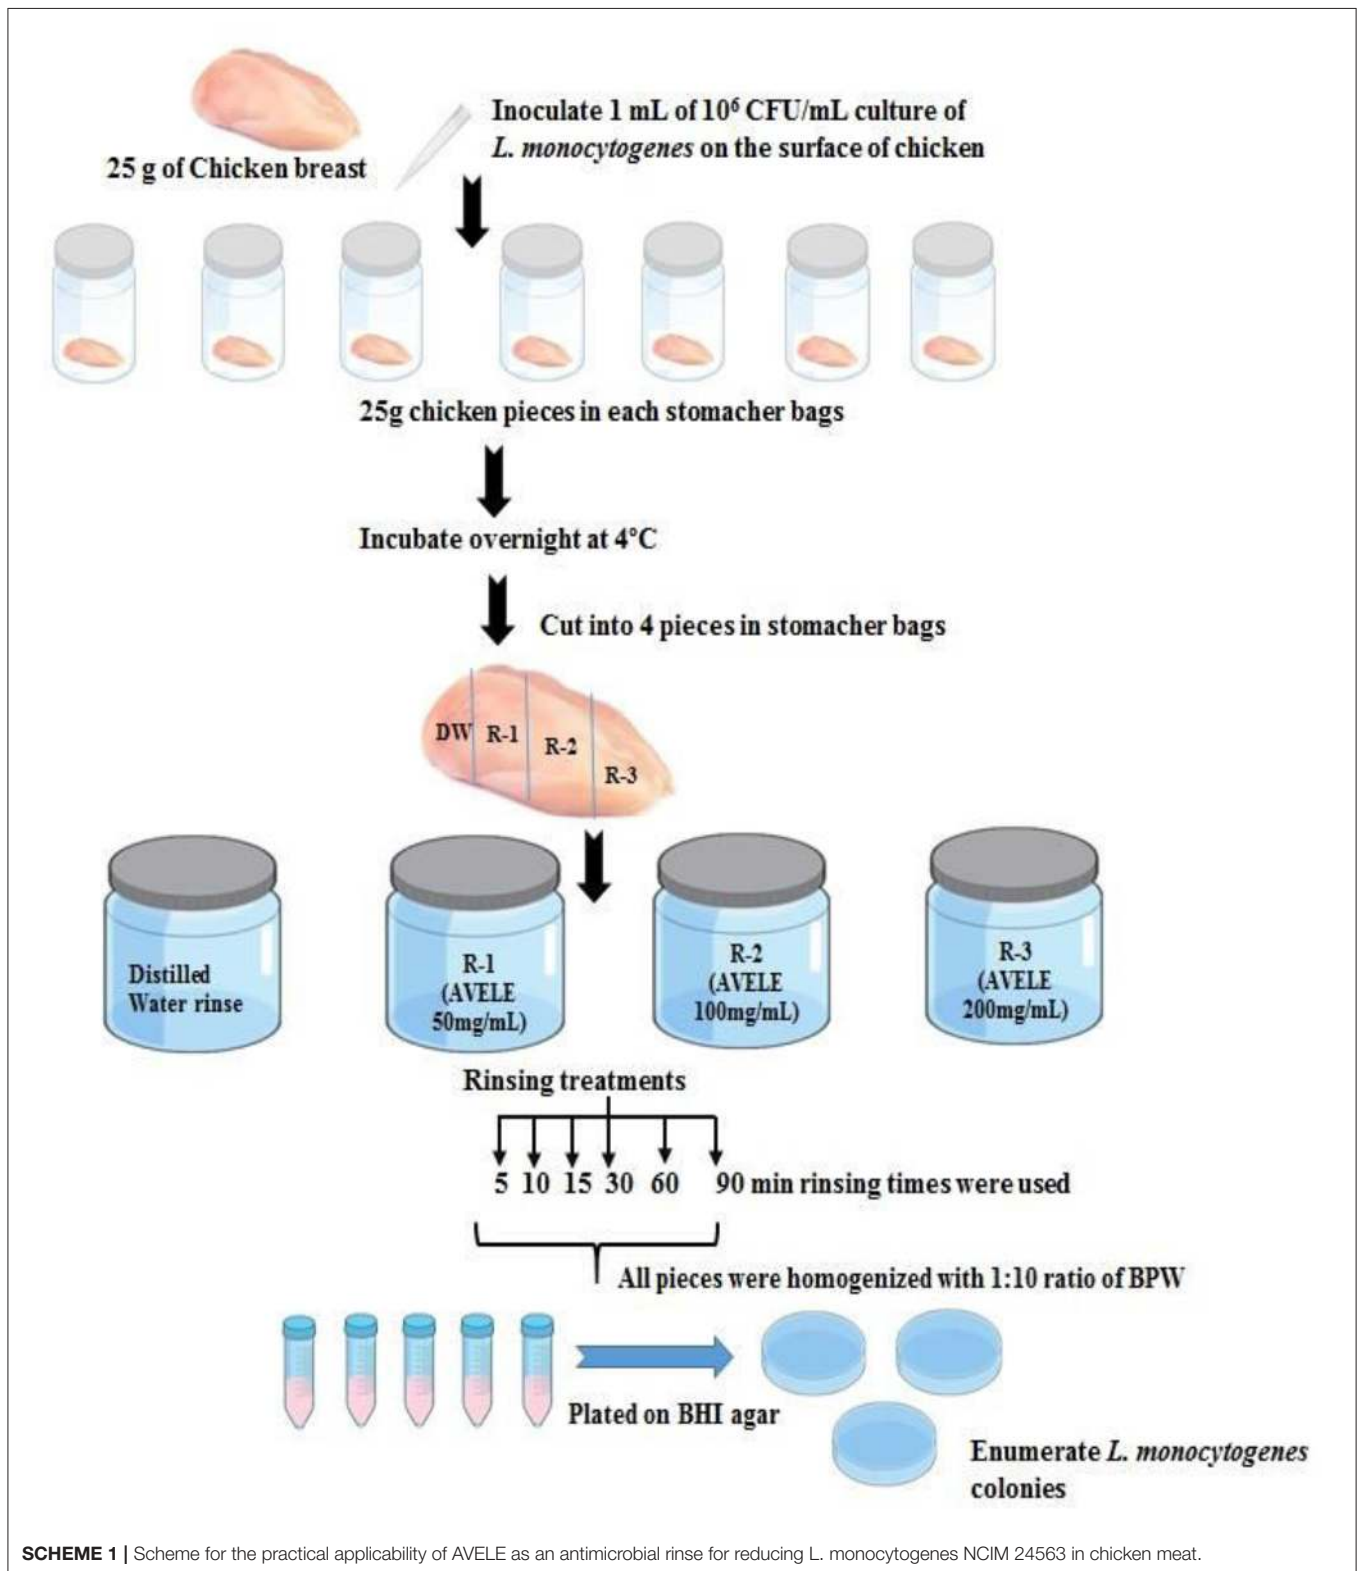 Inoculate 1 mL of 10⁶ CFU/mL culture of
L. monocytogenes on the surface of chicken
25 g of Chicken breast
25g chicken pieces in each stomacher bags
Incubate overnight at 4°C
Cut into 4 pieces in stomacher bags
DW
R-1
R-2
R-3
Distilled
Water rinse
R-1
(AVELE
50mg/mL)
R-2
(AVELE
100mg/mL)
R-3
(AVELE
200mg/mL)
Rinsing treatments
5 10 15 30 60 90 min rinsing times were used
All pieces were homogenized with 1:10 ratio of BPW
Plated on BHI agar
Enumerate L. monocytogenes
colonies
SCHEME 1 | Scheme for the practical applicability of AVELE as an antimicrobial rinse for reducing L. monocytogenes NCIM 24563 in chicken meat.